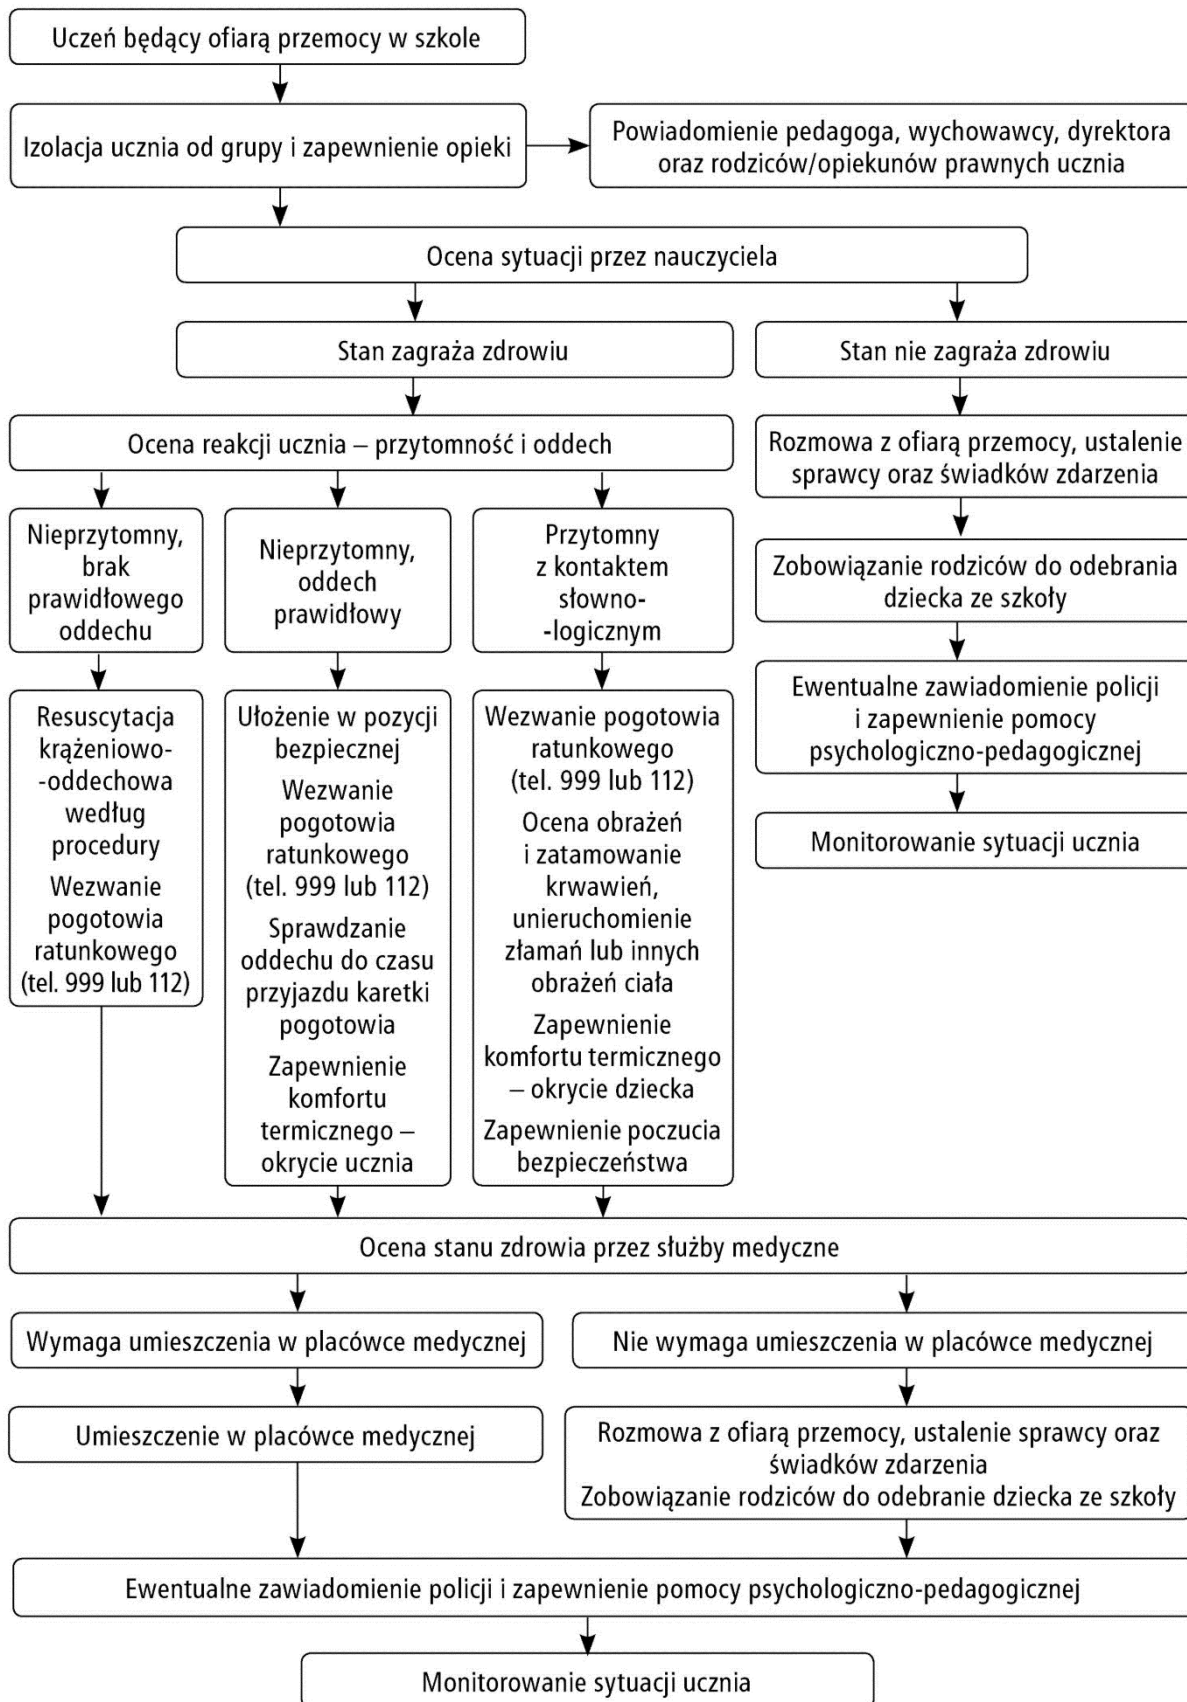 Uczeń będący ofiarą przemocy w szkole
Izolacja ucznia od grupy i zapewnienie opieki
Powiadomienie pedagoga, wychowawcy, dyrektora
oraz rodziców/opiekunów prawnych ucznia
Ocena sytuacji przez nauczyciela
Stan zagraża zdrowiu
Stan nie zagraża zdrowiu
Ocena reakcji ucznia – przytomność i oddech
Rozmowa z ofiarą przemocy, ustalenie
sprawcy oraz świadków zdarzenia
Nieprzytomny,
brak
prawidłowego
oddechu
Nieprzytomny,
oddech
prawidłowy
Przytomny
z kontaktem
słowno-
-logicznym
Zobowiązanie rodziców do odebrania
dziecka ze szkoły
Resuscytacja
krążeniowo-
-oddechowa
według
procedury
Wezwanie
pogotowia
ratunkowego
(tel. 999 lub 112)
Ułożenie w pozycji
bezpiecznej
Wezwanie
pogotowia
ratunkowego
(tel. 999 lub 112)
Sprawdzanie
oddechu do czasu
przyjazdu karetki
pogotowia
Zapewnienie
komfortu
termicznego –
okrycie ucznia
Wezwanie pogotowia
ratunkowego
(tel. 999 lub 112)
Ocena obrażeń
i zatamowanie
krwawień,
unieruchomienie
złamań lub innych
obrażeń ciała
Zapewnienie
komfortu termicznego
– okrycie dziecka
Zapewnienie poczucia
bezpieczeństwa
Ewentualne zawiadomienie policji
i zapewnienie pomocy
psychologiczno-pedagogicznej
Monitorowanie sytuacji ucznia
Ocena stanu zdrowia przez służby medyczne
Wymaga umieszczenia w placówce medycznej
Nie wymaga umieszczenia w placówce medycznej
Umieszczenie w placówce medycznej
Rozmowa z ofiarą przemocy, ustalenie sprawcy oraz
świadków zdarzenia
Zobowiązanie rodziców do odebranie dziecka ze szkoły
Ewentualne zawiadomienie policji i zapewnienie pomocy psychologiczno-pedagogicznej
Monitorowanie sytuacji ucznia